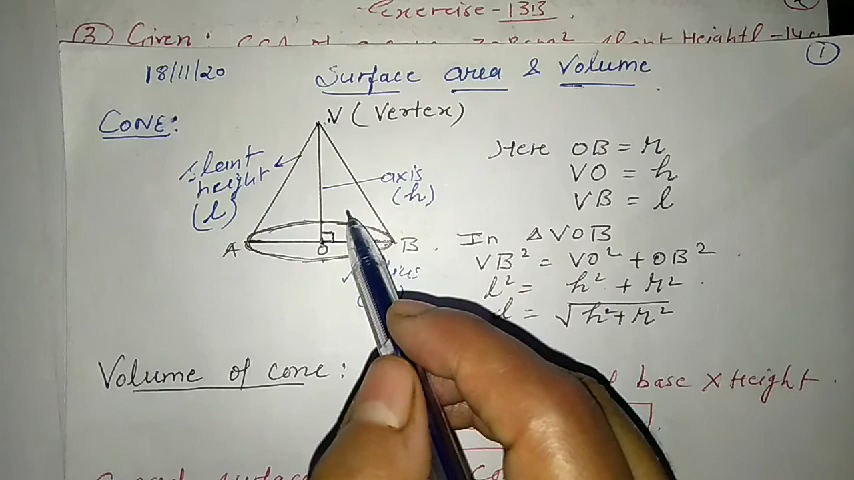 Exercise-13B.
③ Given:
1
18/11/20 Surface area & Volume
CONE:
V (Vertex)
slant height (l)
axis (h)
A O B
Here OB = r
VO = h
VB = l
In Δ VOB
VB² = VO² + OB²
l² = h² + r²
l = √h²+r²
Volume of cone: base × Height